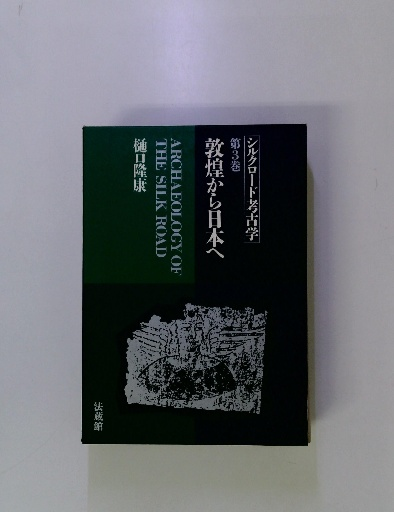 シルクロード考古学
第3巻
敦煌から日本へ
ARCHAEOLOGY OF
THE SILK ROAD
樋口隆康
法蔵館